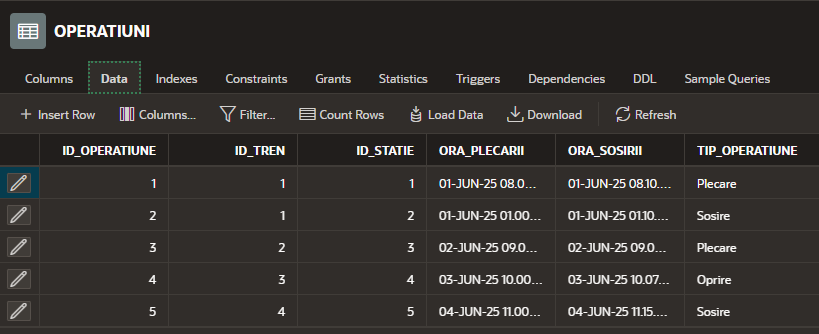 OPERATIUNI
Columns Data Indexes Constraints Grants Statistics Triggers Dependencies DDL Sample Queries
+ Insert Row Columns... Filter... Count Rows Load Data Download Refresh
ID_OPERATIUNE ID_TREN ID_STATIE ORA_PLECARII ORA_SOSIRII TIP_OPERATIUNE
1 1 1 01-JUN-25 08.0... 01-JUN-25 08.10.... Plecare
2 1 2 01-JUN-25 01.00... 01-JUN-25 01.10.... Sosire
3 2 3 02-JUN-25 09.0... 02-JUN-25 09.0... Plecare
4 3 4 03-JUN-25 10.00... 03-JUN-25 10.07... Oprire
5 4 5 04-JUN-25 11.00... 04-JUN-25 11.15.... Sosire